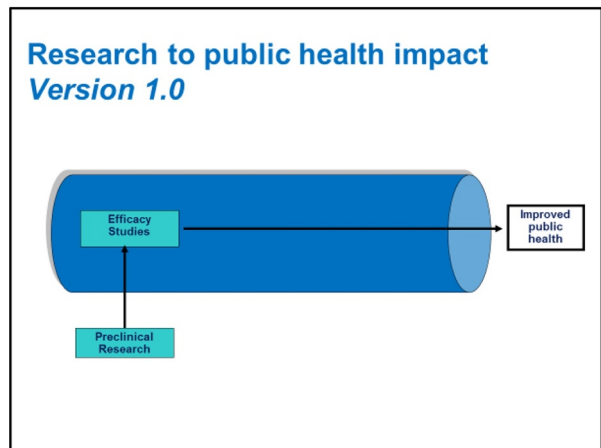 Research to public health impact
Version 1.0
Efficacy
Studies
Improved
public
health
Preclinical
Research